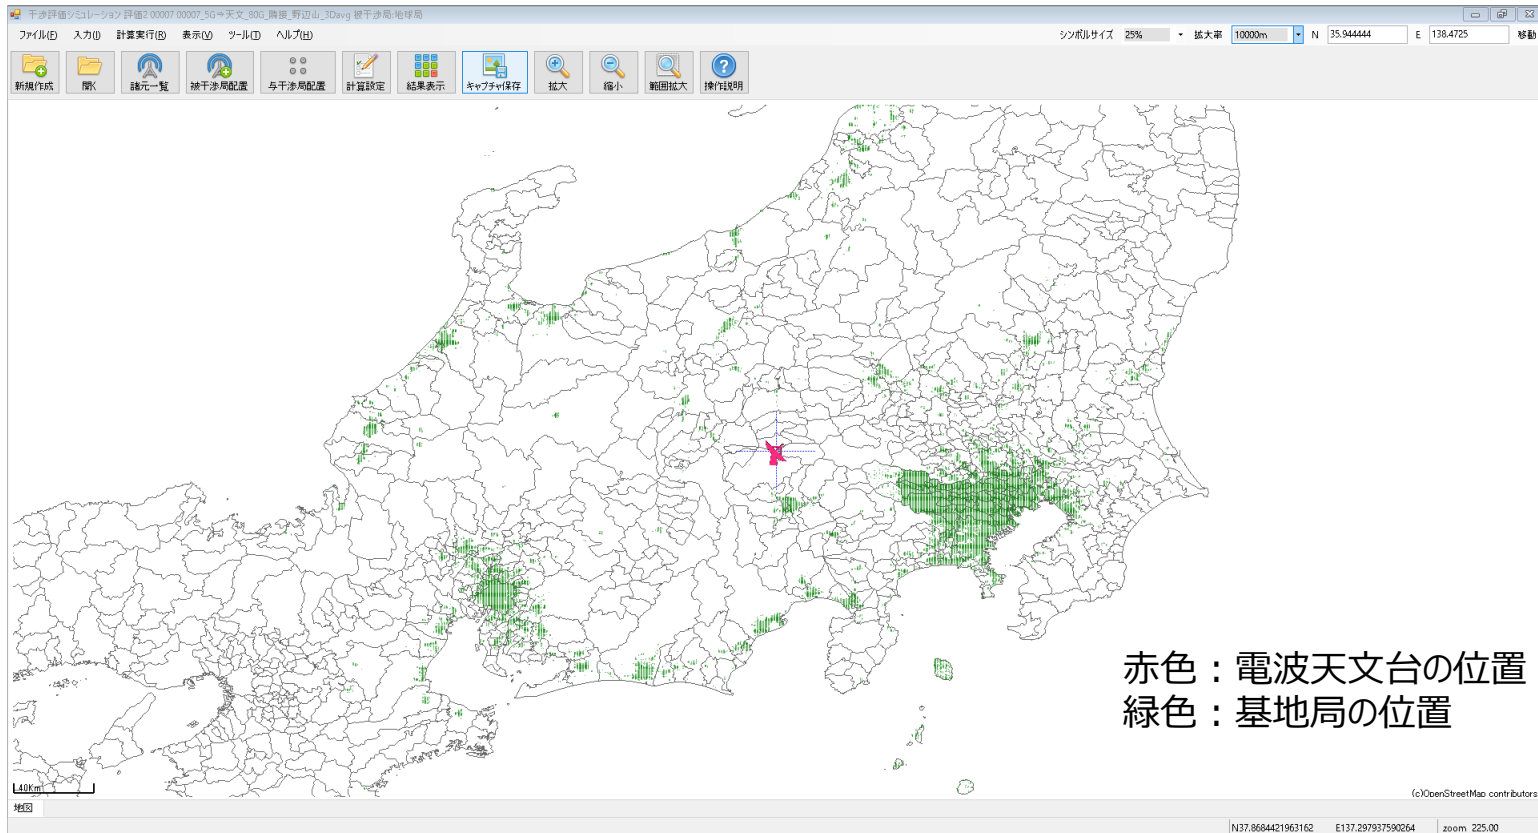 干渉評価シミュレーション 評価2.00007 00007_5G⇒天文_80G_隣接_野辺山_3Davg 被干渉局:地球局
ファイル(F) 入力(I) 計算実行(R) 表示(V) ツール(T) ヘルプ(H) シンボルサイズ 25% 拡大率 10000m N 35.944444 E 138.4725 移動
新規作成 開く 諸元一覧 被干渉局配置 与干渉局配置 計算設定 結果表示 キャプチャ保存 拡大 縮小 範囲拡大 操作説明
赤色：電波天文台の位置
緑色：基地局の位置
40Km
(c)OpenStreetMap contributors
地図
N37.8684421963162 E137.297937590264 zoom 225.00